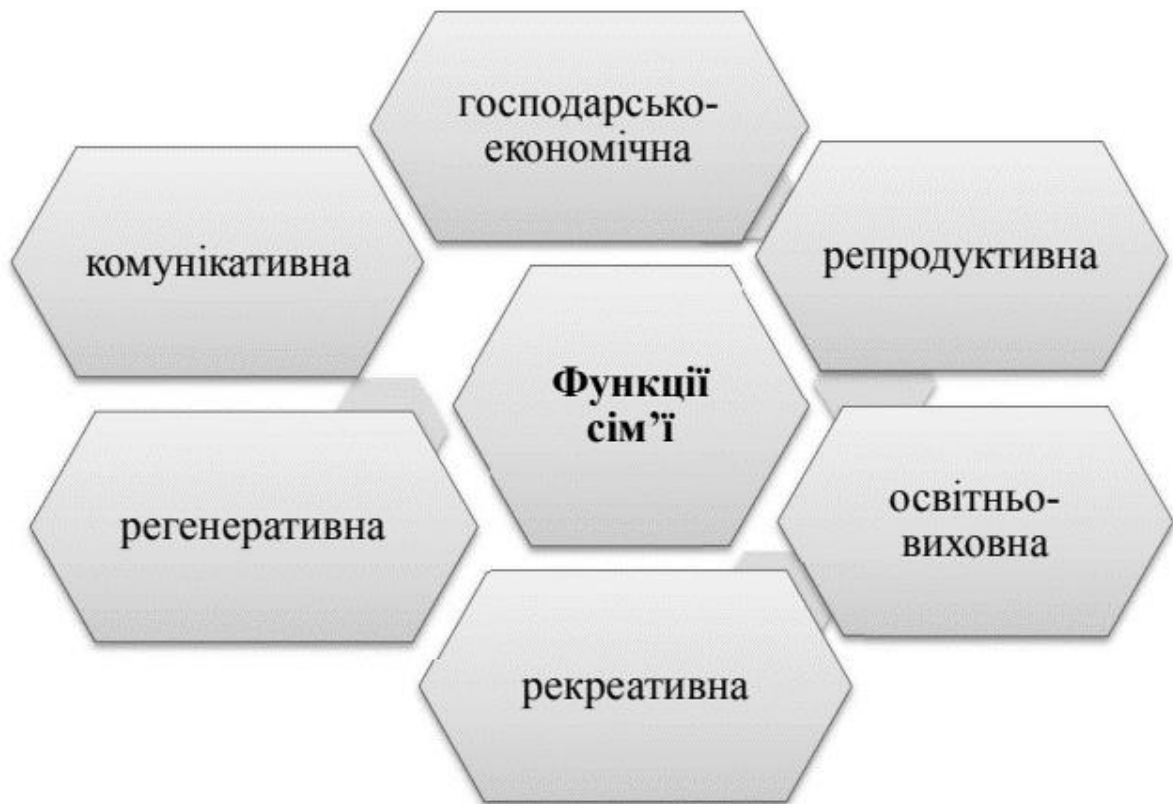 господарсько-
економічна
комунікативна
репродуктивна
Функції
сім’ї
регенеративна
освітньо-
виховна
рекреативна